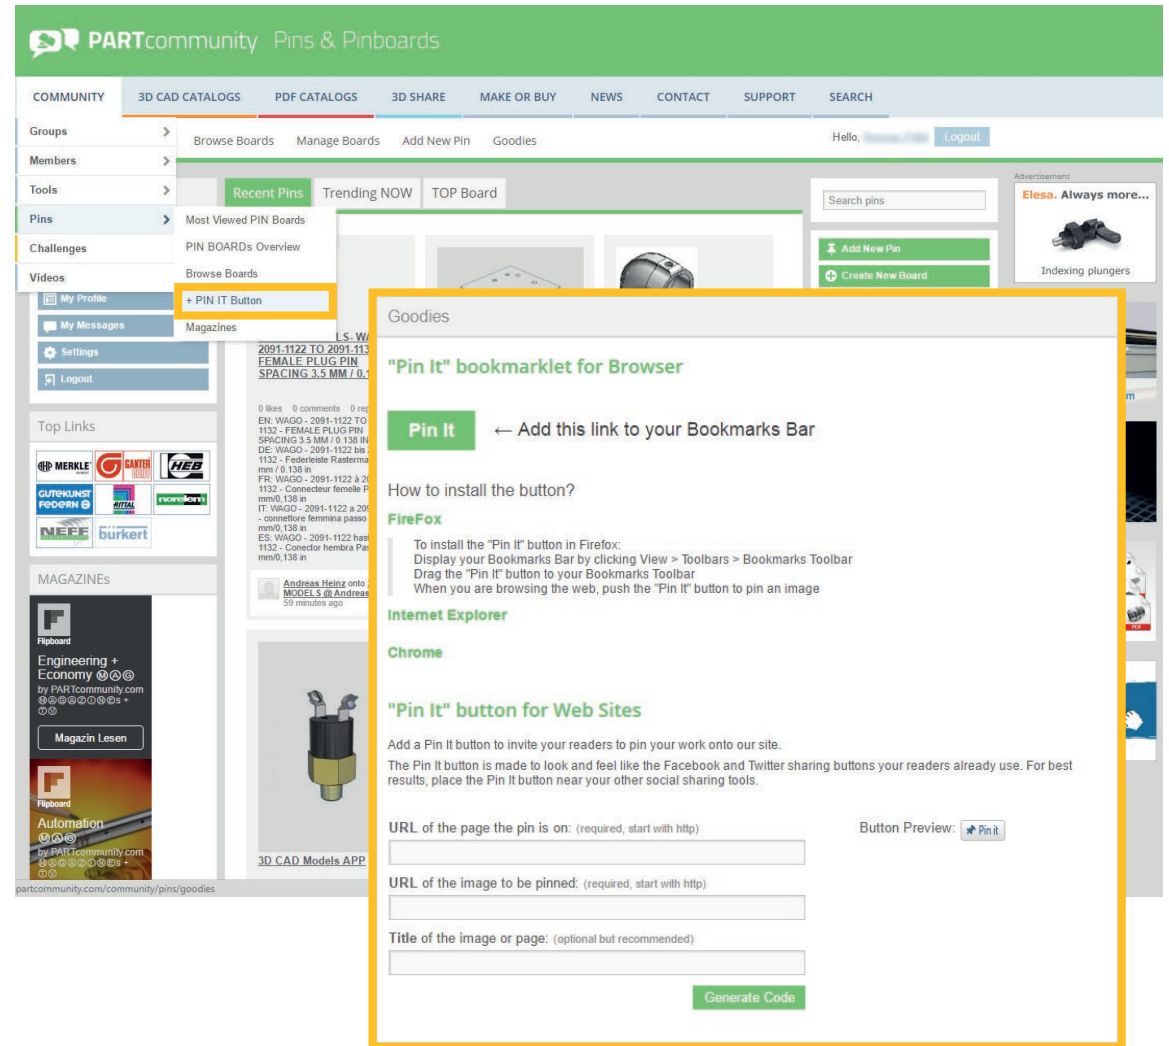 PARTcommunity Pins & Pinboards
COMMUNITY 3D CAD CATALOGS PDF CATALOGS 3D SHARE MAKE OR BUY NEWS CONTACT SUPPORT SEARCH
Groups
Members
Tools
Pins
Challenges
Videos
Browse Boards Manage Boards Add New Pin Goodies
Hello, Logout
Recent Pins Trending NOW TOP Board
Most Viewed PIN Boards
PIN BOARDs Overview
Browse Boards
+ PIN IT Button
Magazines
Search pins
Add New Pin
Create New Board
Advertisement
Elesa. Always more...
Indexing plungers
My Profile
My Messages
Settings
Logout
Top Links
MERKLE
GANTER
HEB
GUTEKUNST
FEDERN
RITTAL
norelem
NEFF
bürkert
MAGAZINEs
Flipboard
Engineering +
Economy ⓂⒶⒼ
by PARTcommunity.com
ⓂⒶⒼⒶⓏⒾⓃⒺs +
ⓉⓋ
Magazin Lesen
Flipboard
Automation
ⓂⒶⒼ
by PARTcommunity.com
ⓂⒶⒼⒶⓏⒾⓃⒺs +
ⓉⓋ
LS- WA
2091-1122 TO 2091-113
FEMALE PLUG PIN
SPACING 3.5 MM / 0.1
0 likes 0 comments 0 rep
EN: WAGO - 2091-1122 TO
1132 - FEMALE PLUG PIN
SPACING 3.5 MM / 0.138 IN
DE: WAGO - 2091-1122 bis
1132 - Federleiste Rasterma
mm / 0.138 in
FR: WAGO - 2091-1122 à 20
1132 - Connecteur femelle P
mm/0,138 in
IT: WAGO - 2091-1122 a 209
- connettore femmina passo
mm/0,138 in
ES: WAGO - 2091-1122 hast
1132 - Conector hembra Pas
mm/0,138 in
Andreas Heinz onto
MODELS @ Andreas
59 minutes ago
3D CAD Models APP
partcommunity.com/community/pins/goodies
m
PDF
Goodies
"Pin It" bookmarklet for Browser
Pin It ← Add this link to your Bookmarks Bar
How to install the button?
FireFox
To install the "Pin It" button in Firefox:
Display your Bookmarks Bar by clicking View > Toolbars > Bookmarks Toolbar
Drag the "Pin It" button to your Bookmarks Toolbar
When you are browsing the web, push the "Pin It" button to pin an image
Internet Explorer
Chrome
"Pin It" button for Web Sites
Add a Pin It button to invite your readers to pin your work onto our site.
The Pin It button is made to look and feel like the Facebook and Twitter sharing buttons your readers already use. For best
results, place the Pin It button near your other social sharing tools.
URL of the page the pin is on: (required, start with http)
Button Preview: Pin it
URL of the image to be pinned: (required, start with http)
Title of the image or page: (optional but recommended)
Generate Code